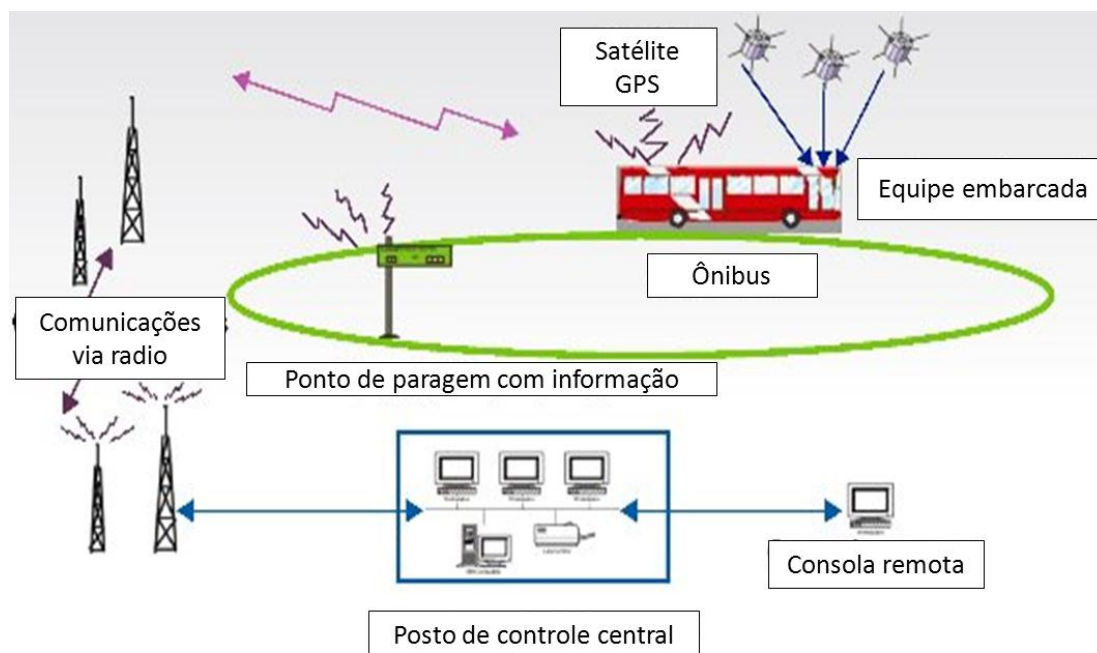 Satélite
GPS
Equipe embarcada
Ônibus
Comunicações
via radio
Ponto de paragem com informação
Consola remota
Posto de controle central